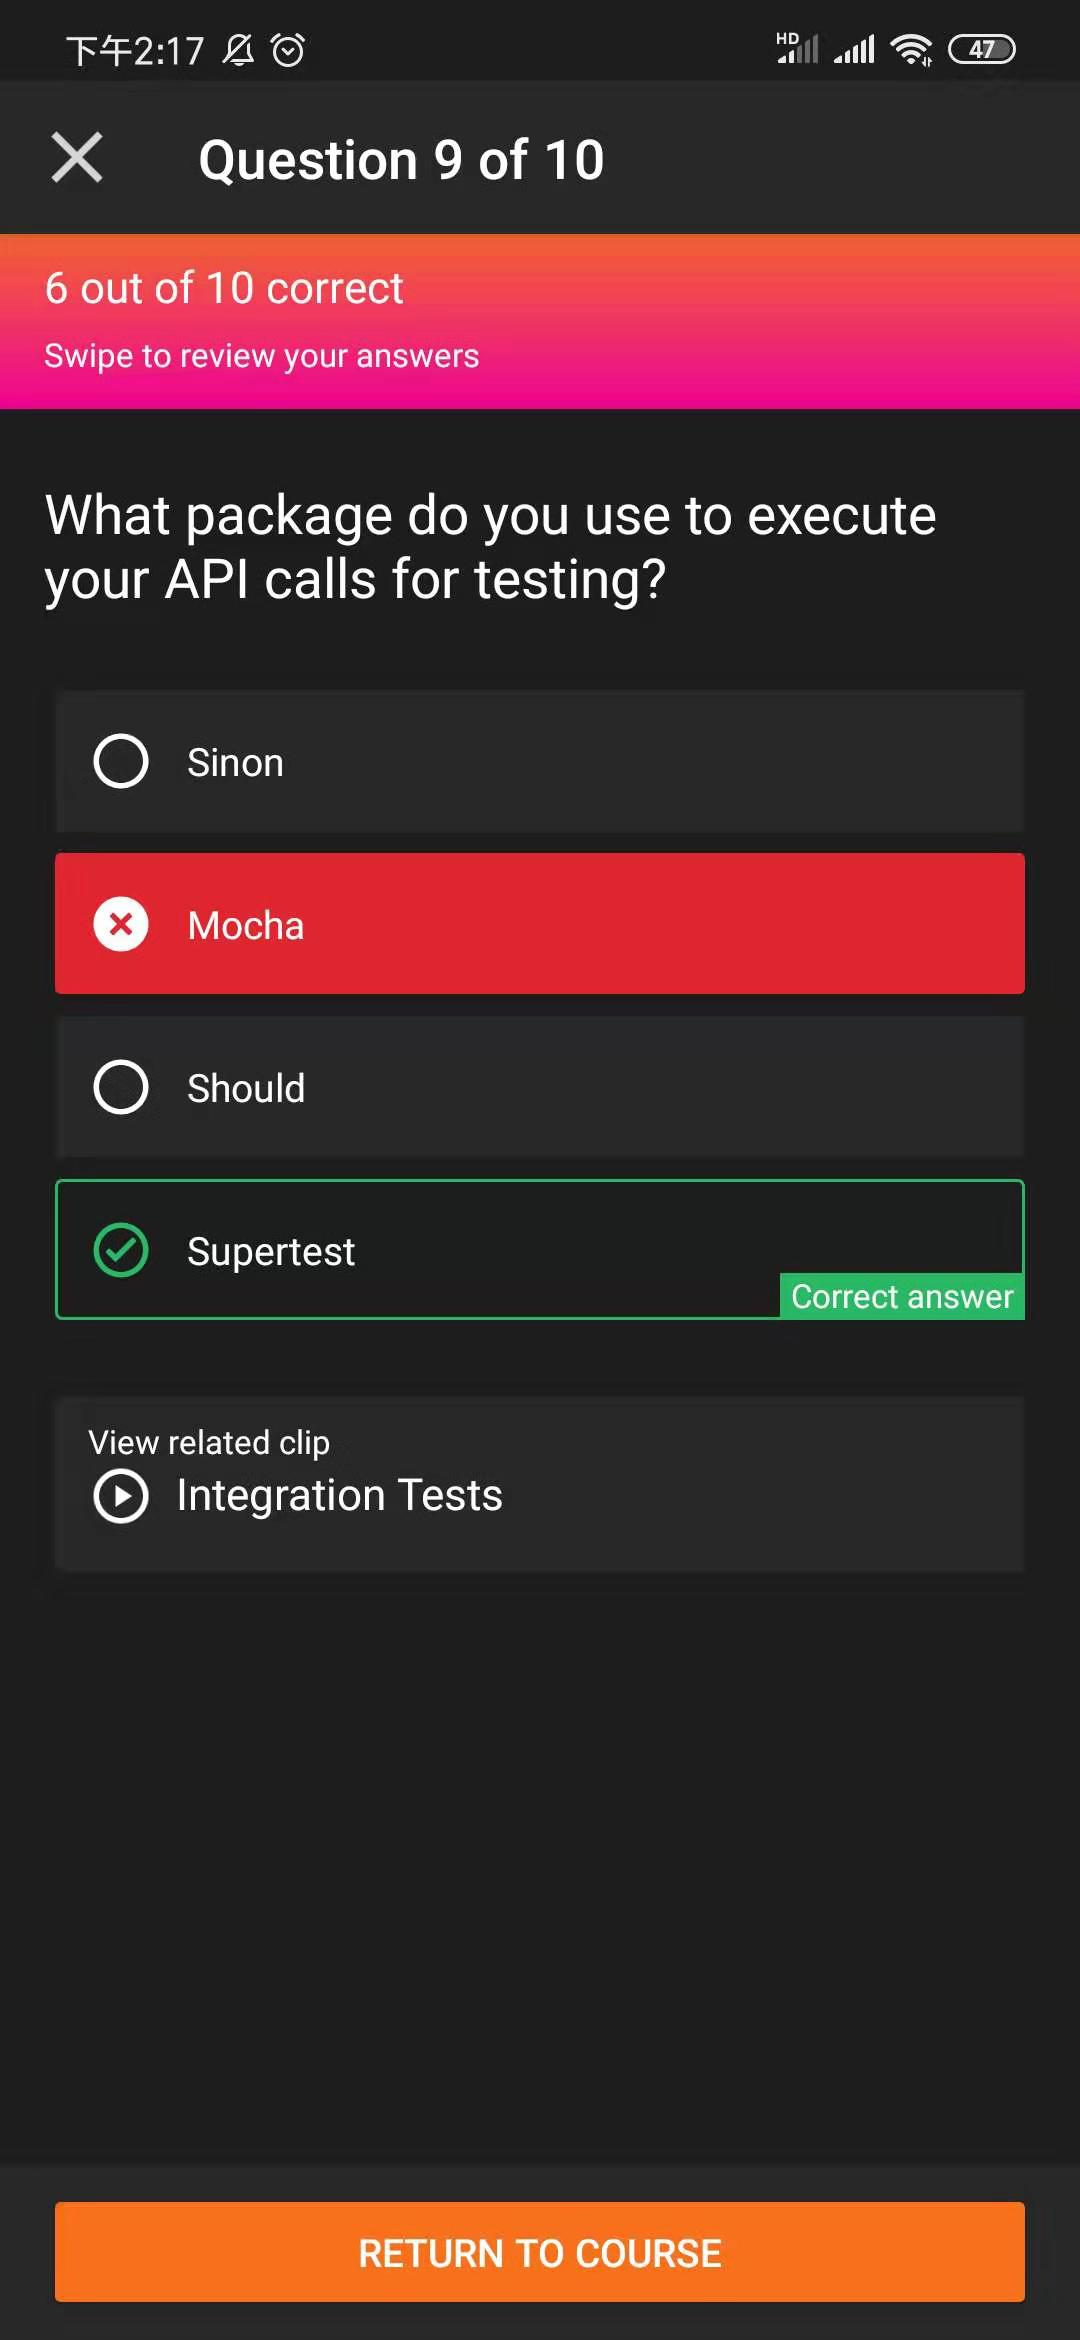 下午2:17
HD
47
Question 9 of 10
6 out of 10 correct
Swipe to review your answers
What package do you use to execute
your API calls for testing?
Sinon
Mocha
Should
Supertest
Correct answer
View related clip
Integration Tests
RETURN TO COURSE